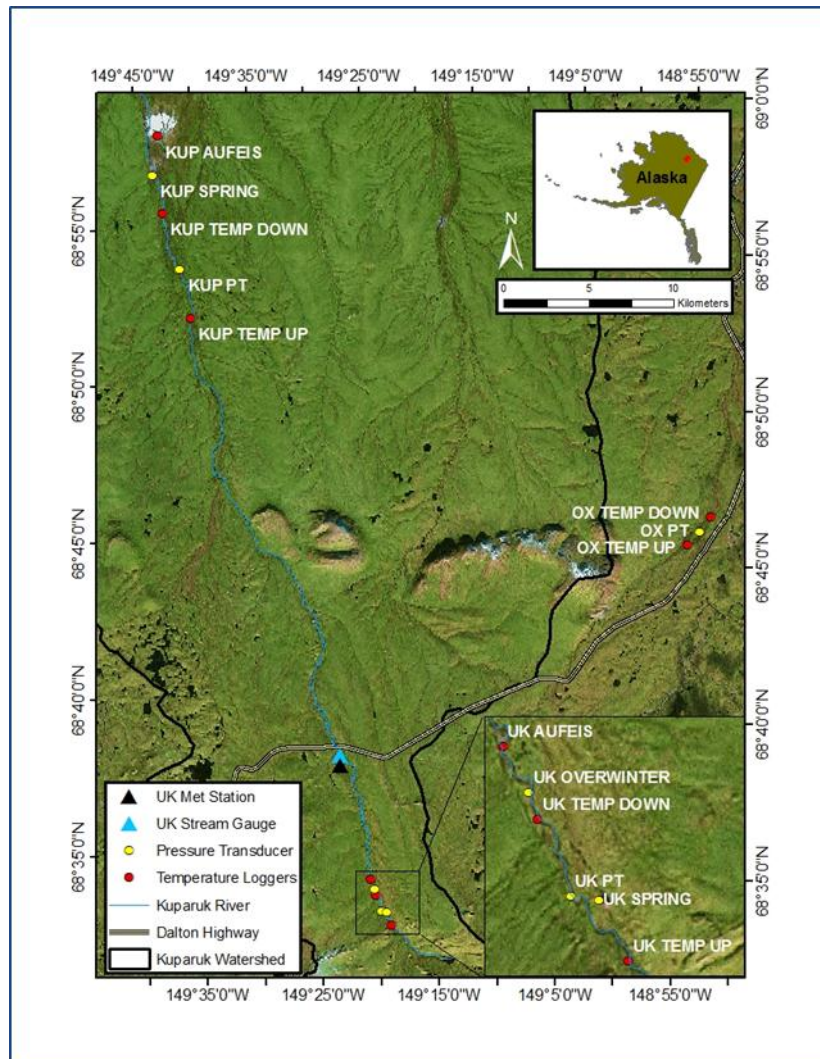 149°45'0"W 149°35'0"W 149°25'0"W 149°15'0"W 149°5'0"W 148°55'0"W
69°0'0"N
KUP AUFEIS
KUP SPRING
KUP TEMP DOWN
KUP PT
KUP TEMP UP
Alaska
N
0 5 10
Kilometers
68°55'0"N
68°55'0"N
68°50'0"N
68°50'0"N
OX TEMP DOWN
OX PT
OX TEMP UP
68°45'0"N
68°45'0"N
68°40'0"N
68°40'0"N
UK AUFEIS
UK OVERWINTER
UK TEMP DOWN
UK PT
UK SPRING
UK TEMP UP
UK Met Station
UK Stream Gauge
Pressure Transducer
Temperature Loggers
Kuparuk River
Dalton Highway
Kuparuk Watershed
68°35'0"N
68°35'0"N
149°35'0"W 149°25'0"W 149°15'0"W 149°5'0"W 148°55'0"W